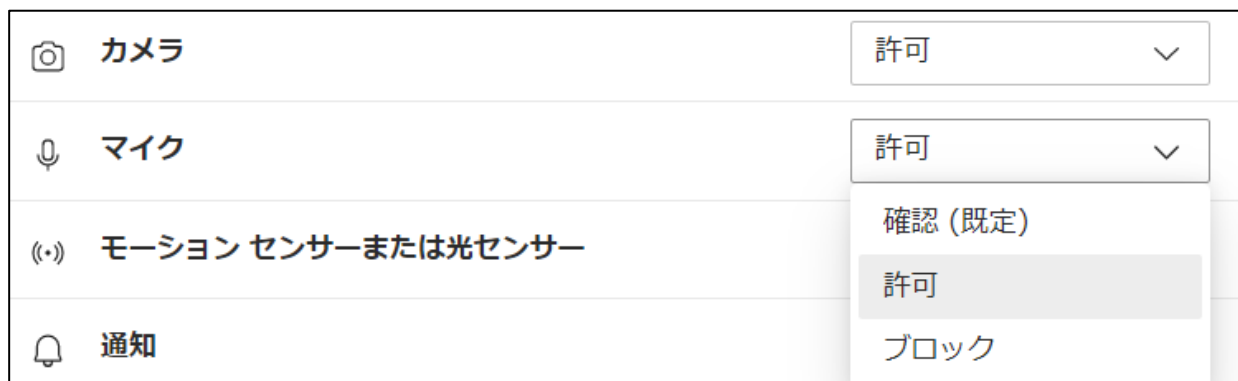 カメラ
許可
マイク
許可
確認 (既定)
モーション センサーまたは光センサー
許可
通知
ブロック